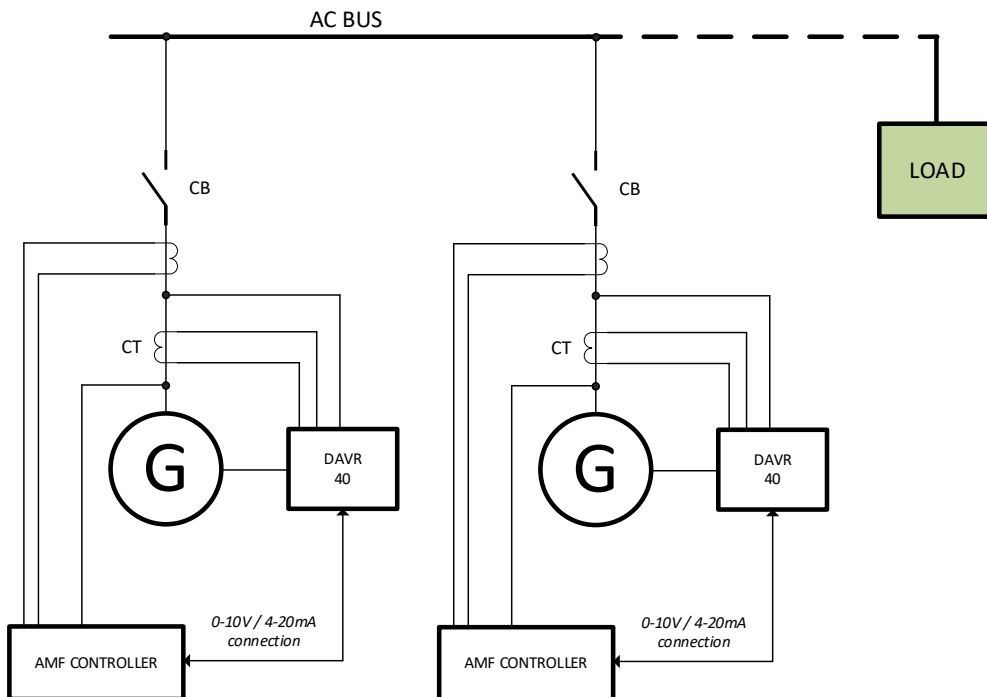 AC BUS
LOAD
CB
CB
CT
CT
G
DAVR
40
G
DAVR
40
0-10V / 4-20mA
connection
0-10V / 4-20mA
connection
AMF CONTROLLER
AMF CONTROLLER